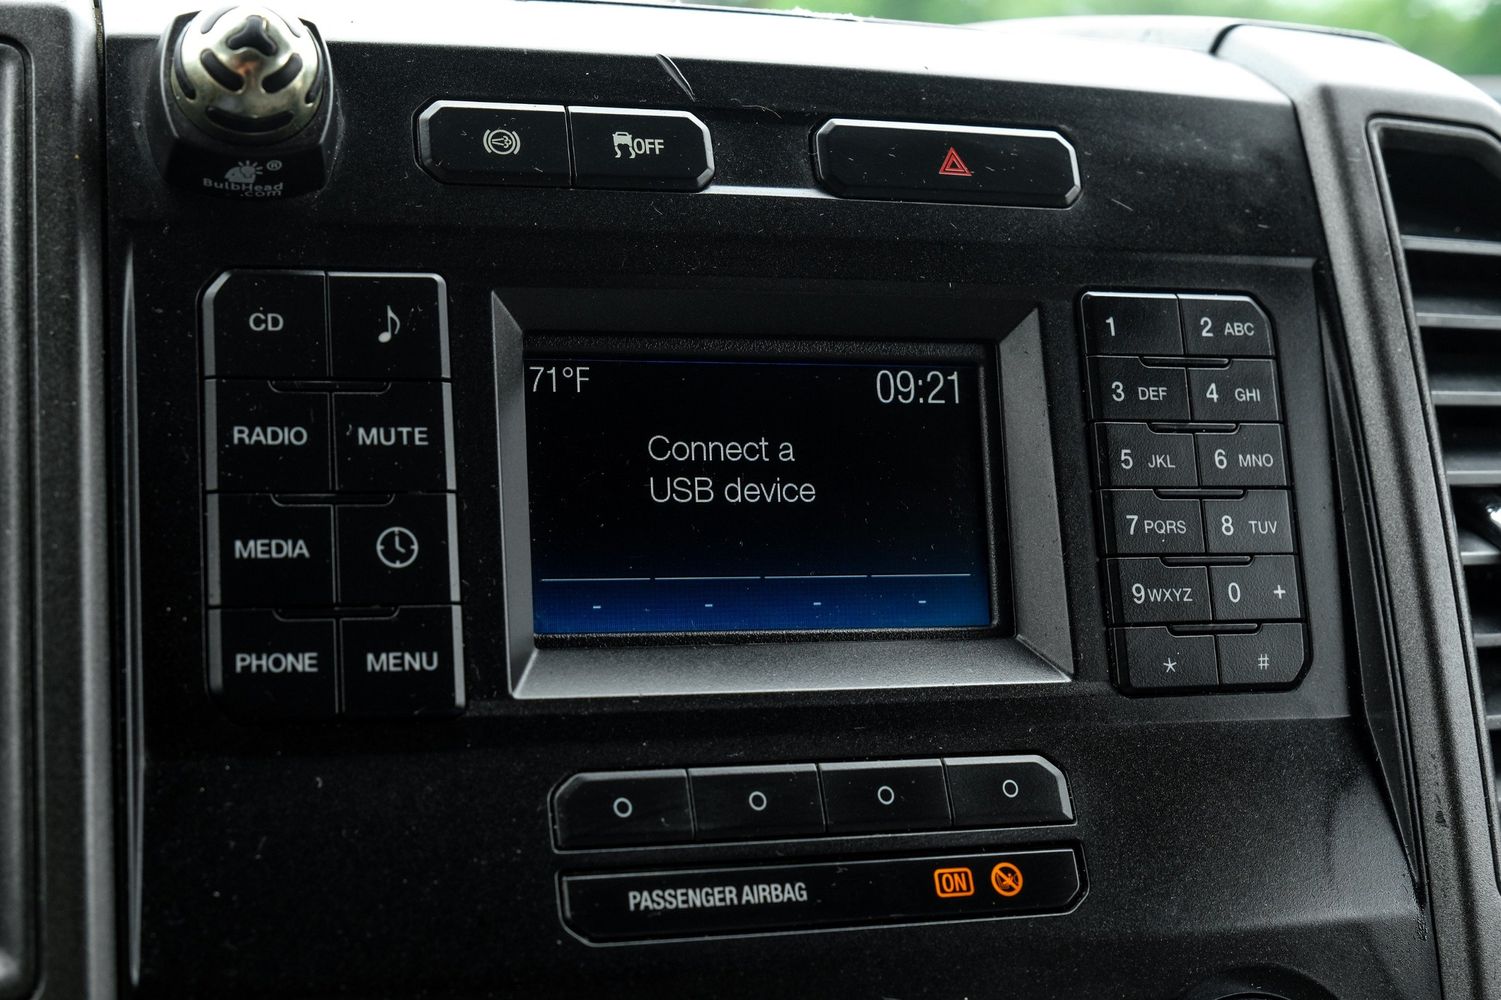 BulbHead®
.com
OFF
CD
RADIO
MUTE
MEDIA
PHONE
MENU
71°F
09:21
Connect a
USB device
- - - -
1
2 ABC
3 DEF
4 GHI
5 JKL
6 MNO
7 PQRS
8 TUV
9 WXYZ
0 +
*
#
PASSENGER AIRBAG
ON